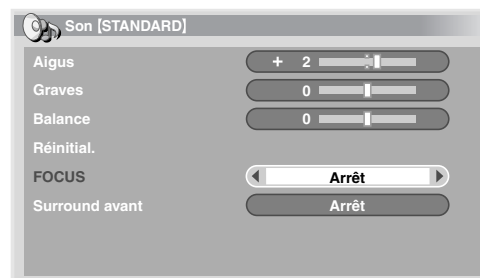 Son [STANDARD]
Aigus + 2
Graves 0
Balance 0
Réinitial.
FOCUS Arrêt
Surround avant Arrêt